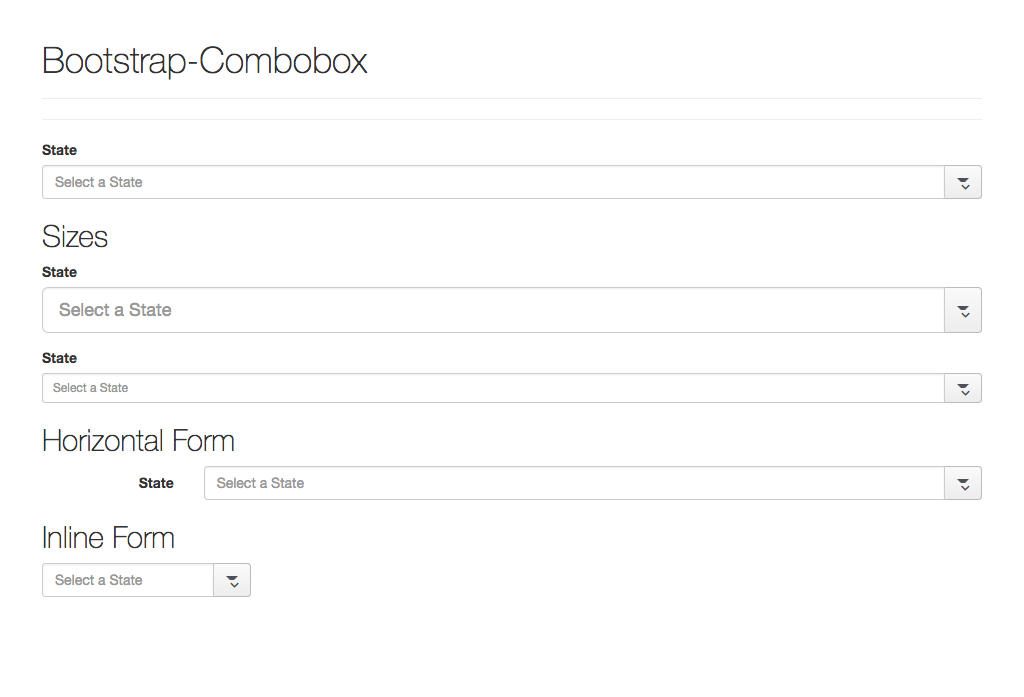 Bootstrap-Combobox
State
Select a State
Sizes
State
Select a State
State
Select a State
Horizontal Form
State Select a State
Inline Form
Select a State